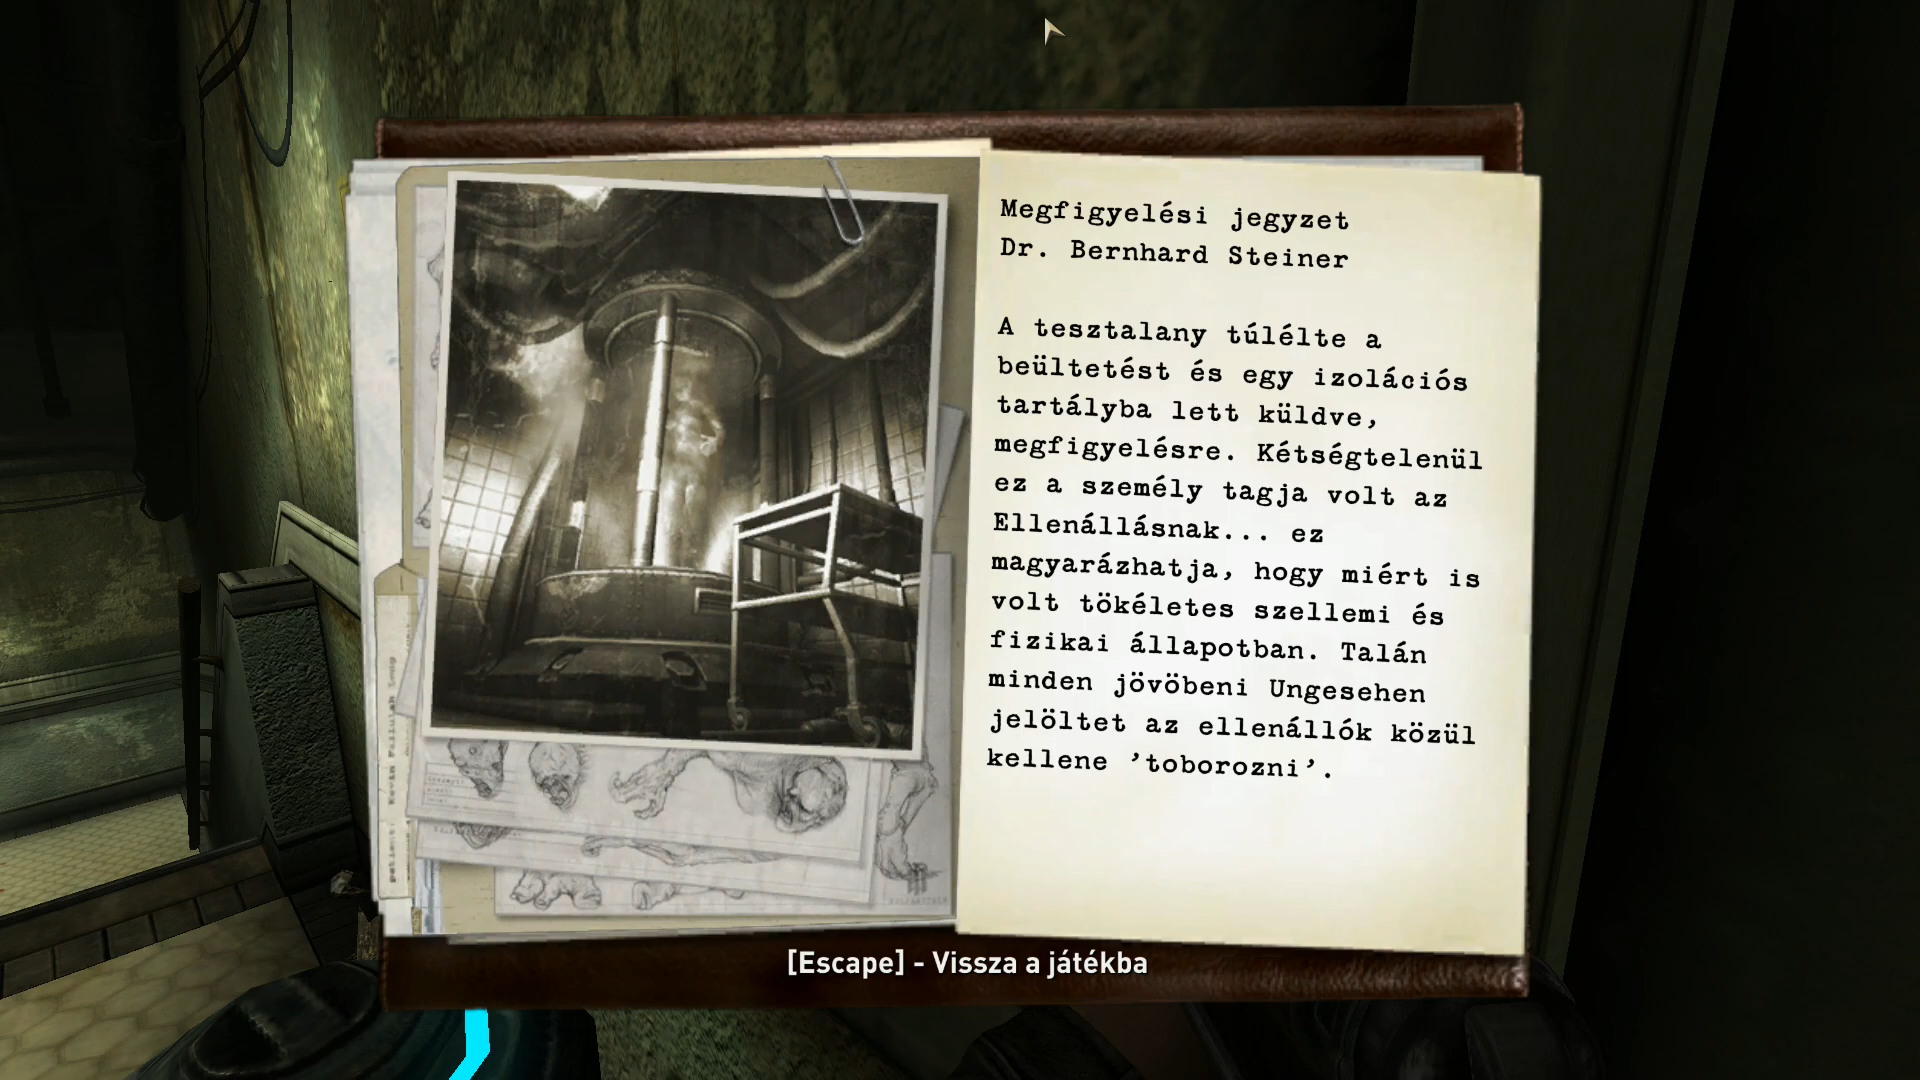 Megfigyelési jegyzet
Dr. Bernhard Steiner
A tesztalany túlélte a
beültetést és egy izolációs
tartályba lett küldve,
megfigyelésre. Kétségtelenül
ez a személy tagja volt az
Ellenállásnak... ez
magyarázhatja, hogy miért is
volt tökéletes szellemi és
fizikai állapotban. Talán
minden jövöbeni Ungesehen
jelöltet az ellenállók közül
kellene 'toborozni'.
[Escape] - Vissza a játékba